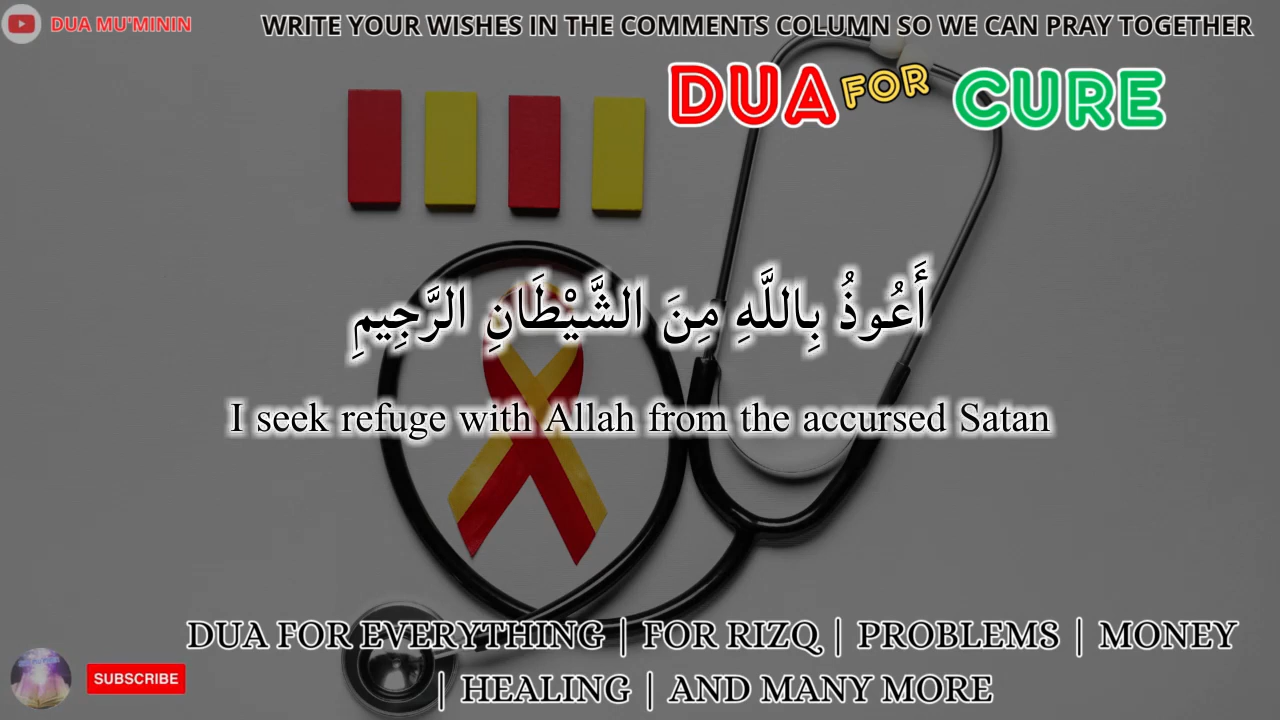 DUA MU'MININ
WRITE YOUR WISHES IN THE COMMENTS COLUMN SO WE CAN PRAY TOGETHER
DUA FOR CURE
أَعُوذُ بِاللَّهِ مِنَ الشَّيْطَانِ الرَّجِيمِ
I seek refuge with Allah from the accursed Satan
DUA FOR EVERYTHING | FOR RIZQ | PROBLEMS | MONEY
| HEALING | AND MANY MORE
SUBSCRIBE